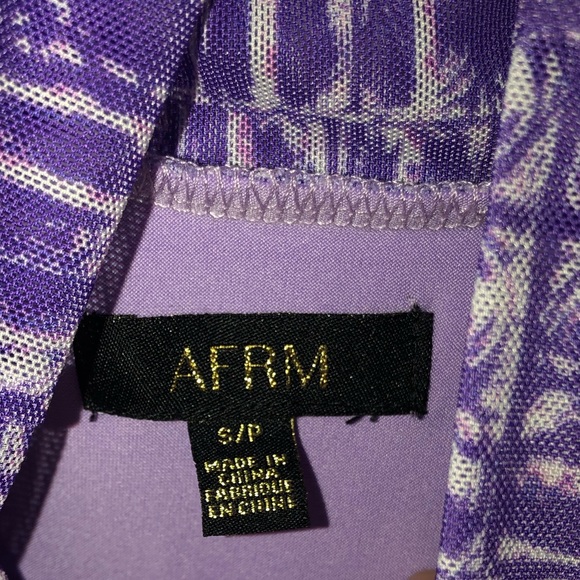 AFRM
S/P
MADE IN
CHINA
FABRIQUE
EN CHINE